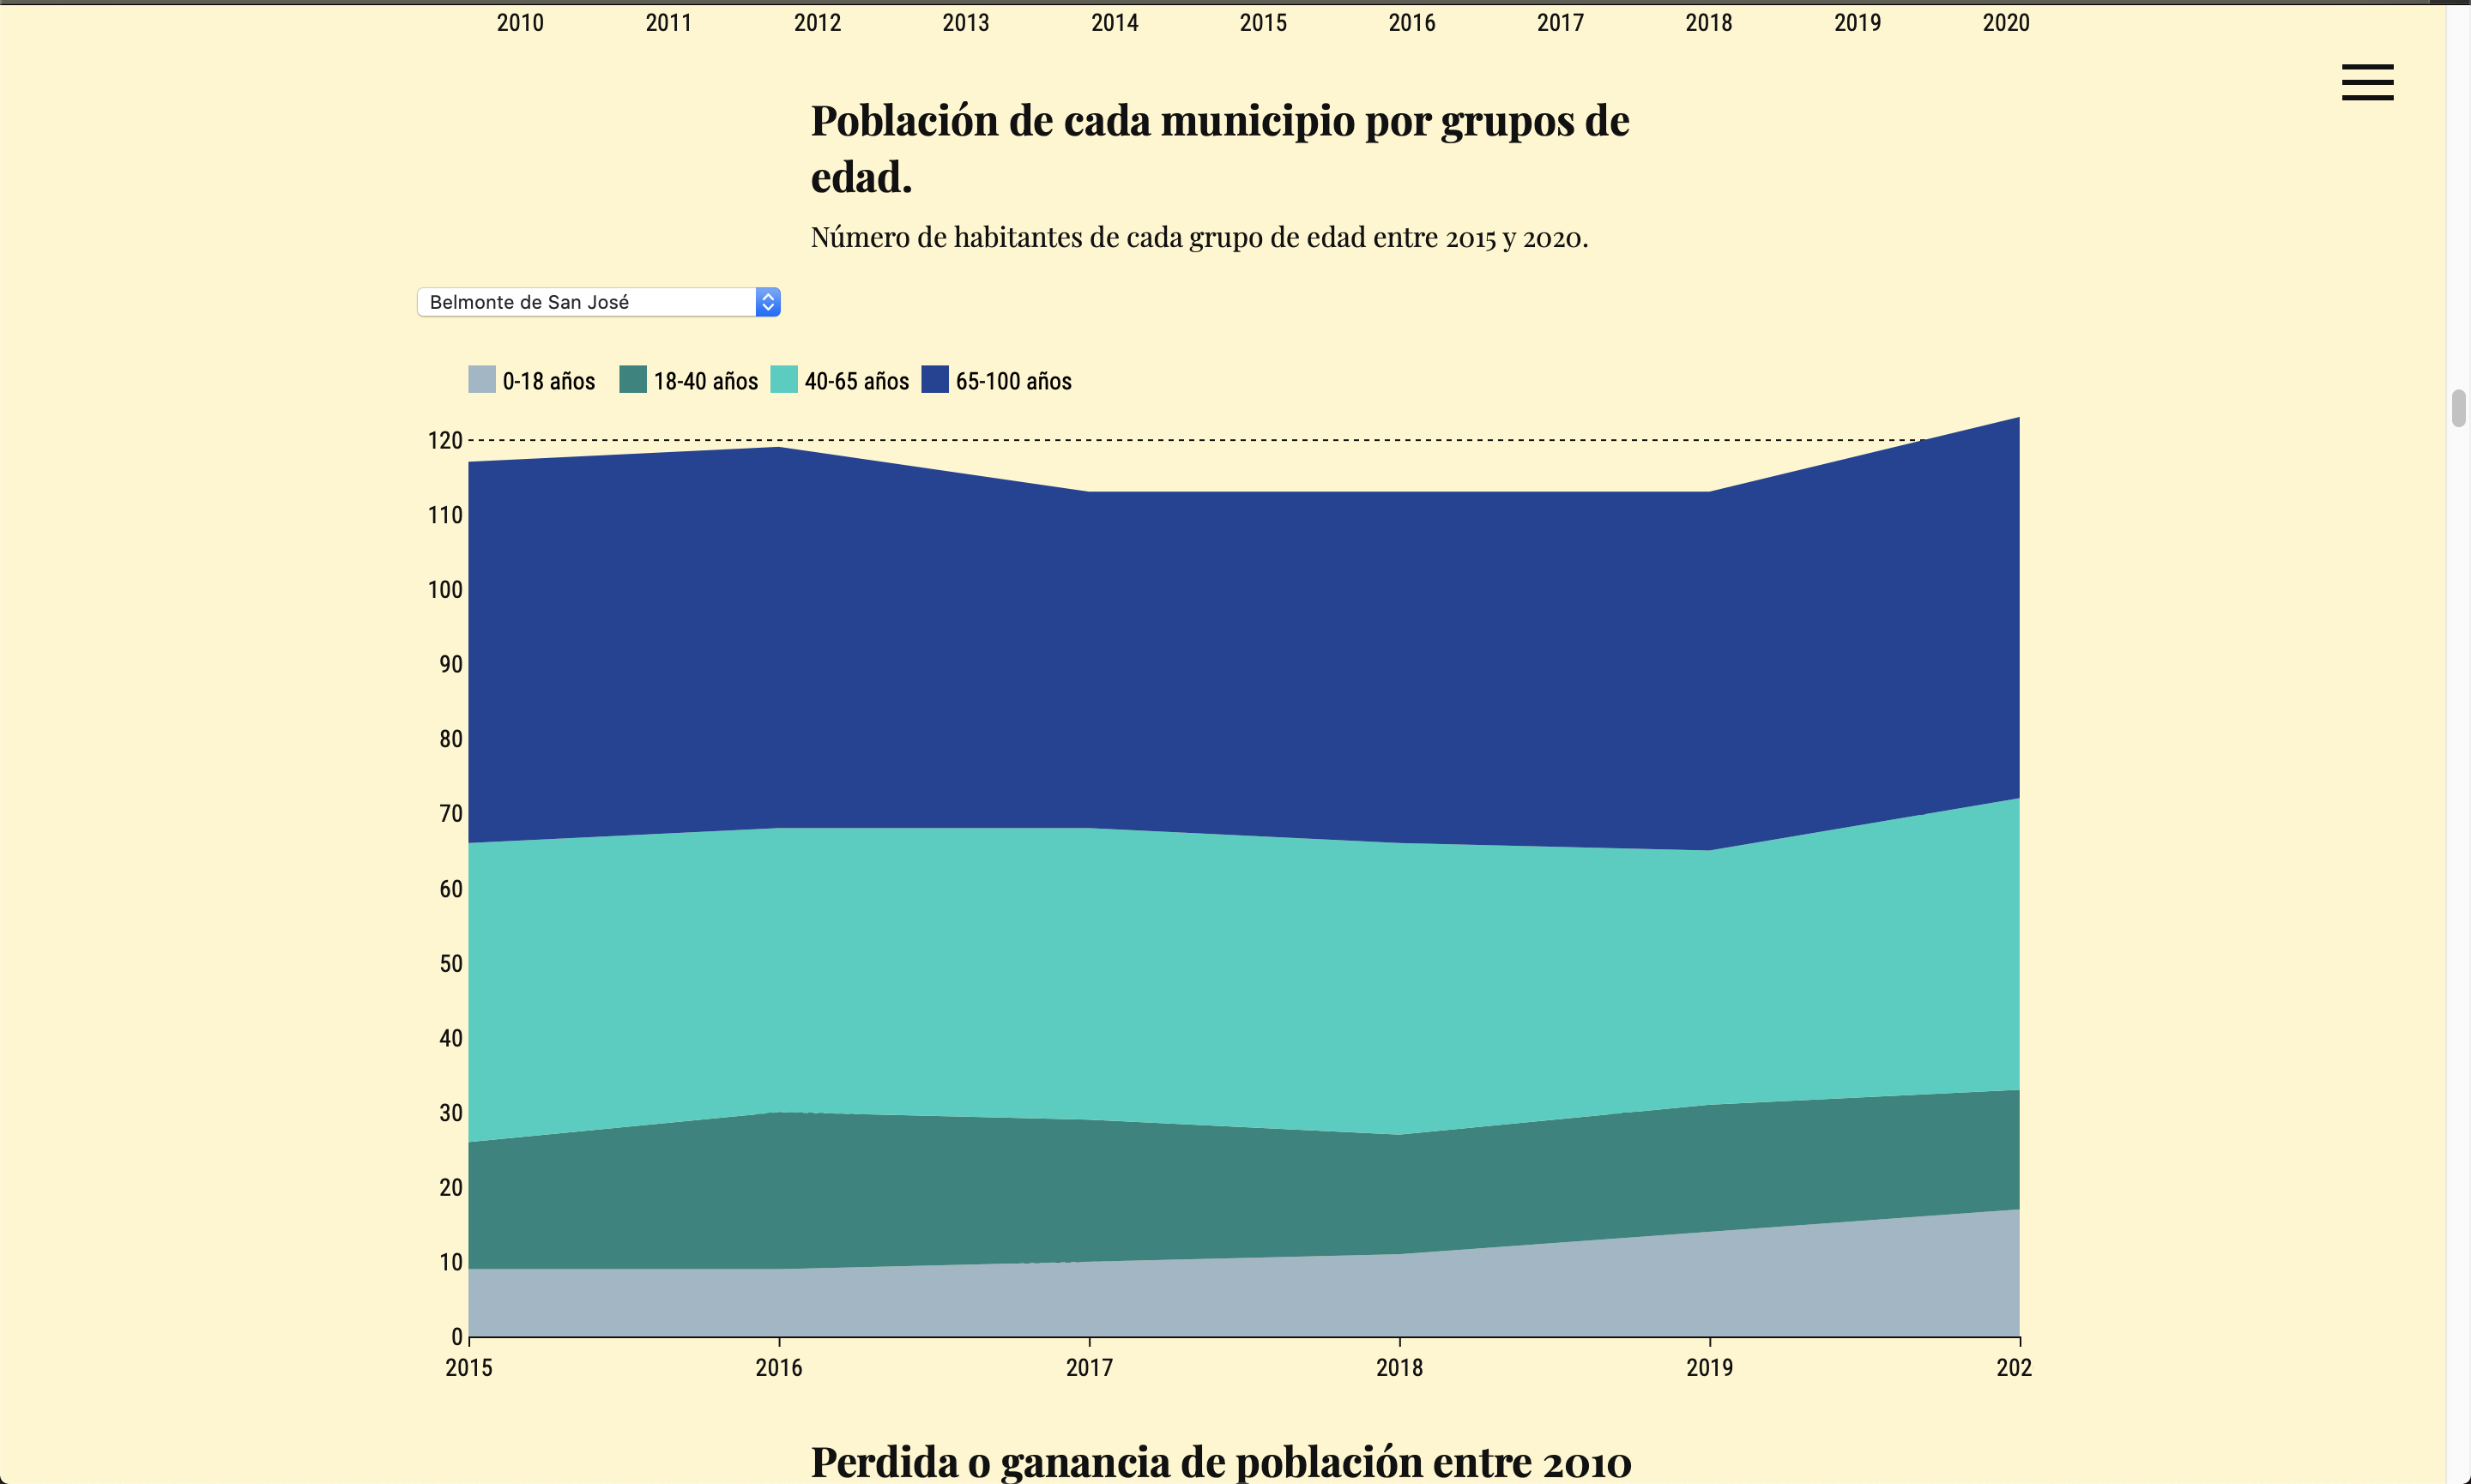 2010 2011 2012 2013 2014 2015 2016 2017 2018 2019 2020
Población de cada municipio por grupos de
edad.
Número de habitantes de cada grupo de edad entre 2015 y 2020.
Belmonte de San José
0-18 años 18-40 años 40-65 años 65-100 años
120
110
100
90
80
70
60
50
40
30
20
10
0
2015 2016 2017 2018 2019 202
Perdida o ganancia de población entre 2010